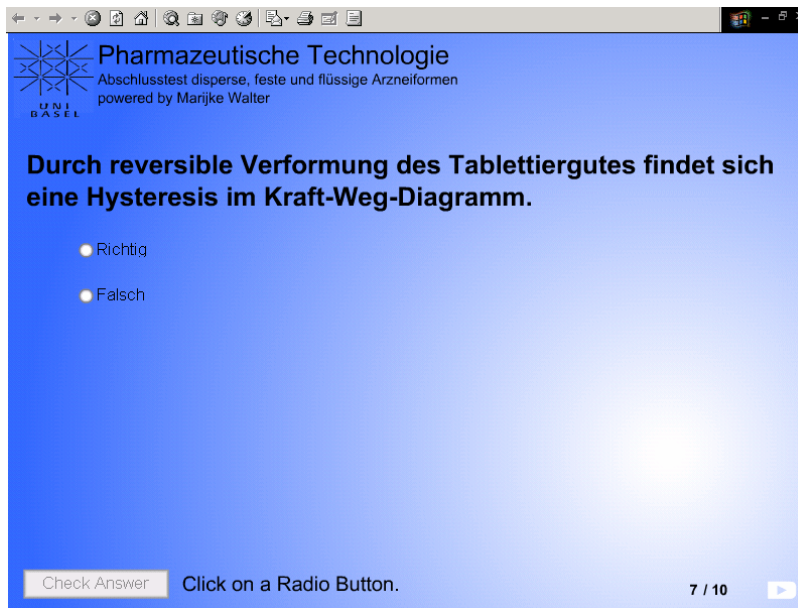 Pharmazeutische Technologie
Abschlusstest disperse, feste und flüssige Arzneiformen
powered by Marijke Walter
UNI
BASEL
Durch reversible Verformung des Tablettiergutes findet sich
eine Hysteresis im Kraft-Weg-Diagramm.
Richtig
Falsch
Check Answer
Click on a Radio Button.
7 / 10